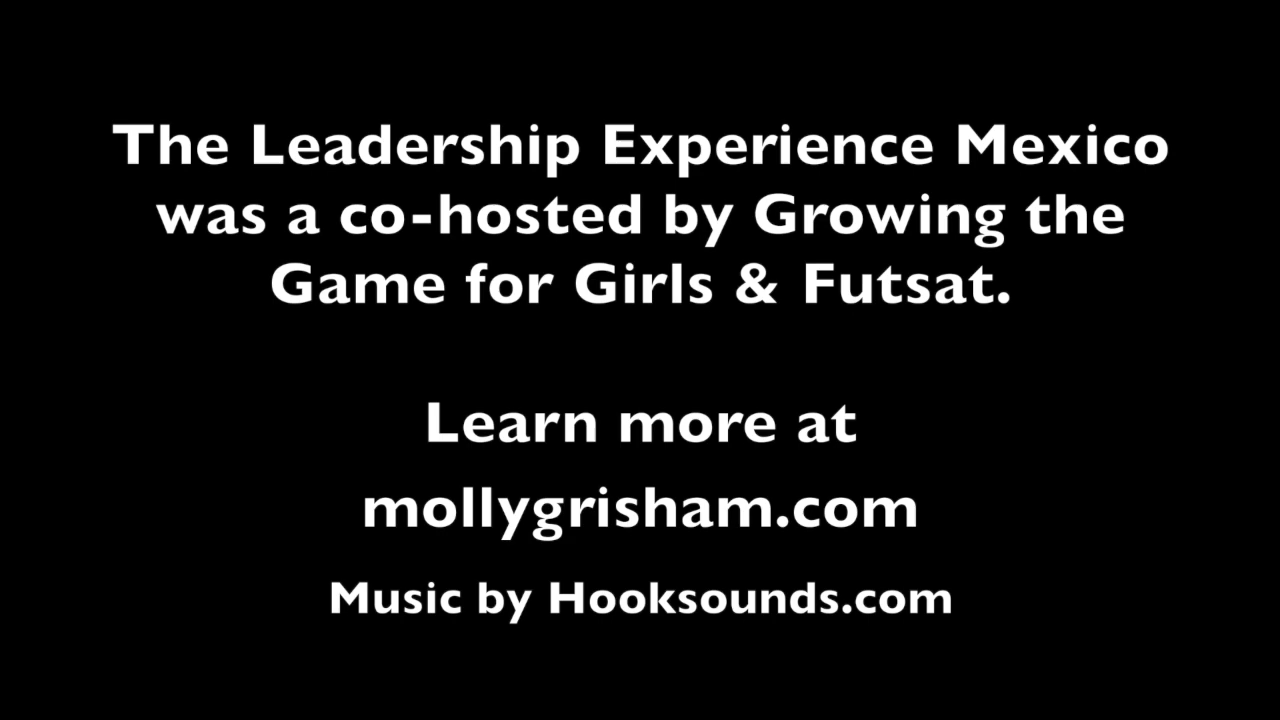 The Leadership Experience Mexico
was a co-hosted by Growing the
Game for Girls & Futsat.
Learn more at
mollygrisham.com
Music by Hooksounds.com